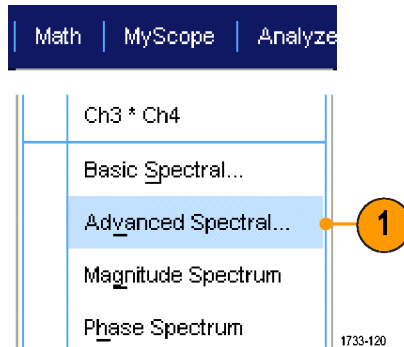 Math MyScope Analyze
Ch3 * Ch4
Basic Spectral...
Advanced Spectral...
1
Magnitude Spectrum
Phase Spectrum
1733-120